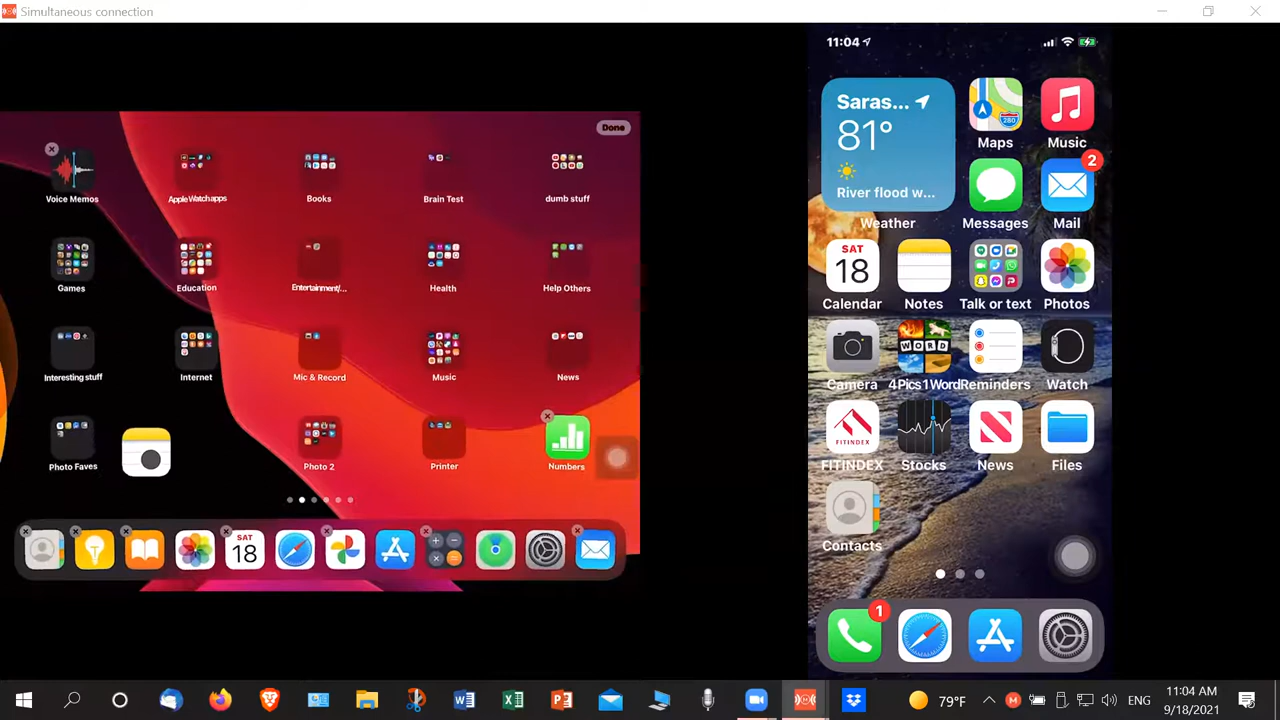 Simultaneous connection
Done
Voice Memos
Apple Watch apps
Books
Brain Test
dumb stuff
Games
Education
Entertainment/...
Health
Help Others
Interesting stuff
Internet
Mic & Record
Music
News
Photo Faves
Photo 2
Printer
Numbers
SAT
18
11:04
Saras...
81°
River flood w...
Weather
Maps
280
Music
Messages
2
Mail
SAT
18
Calendar
Notes
Talk or text
Photos
Camera
WORD
4Pics1Word
Reminders
Watch
FITINDEX
FITINDEX
Stocks
News
Files
Contacts
1
79°F
ENG
11:04 AM
9/18/2021